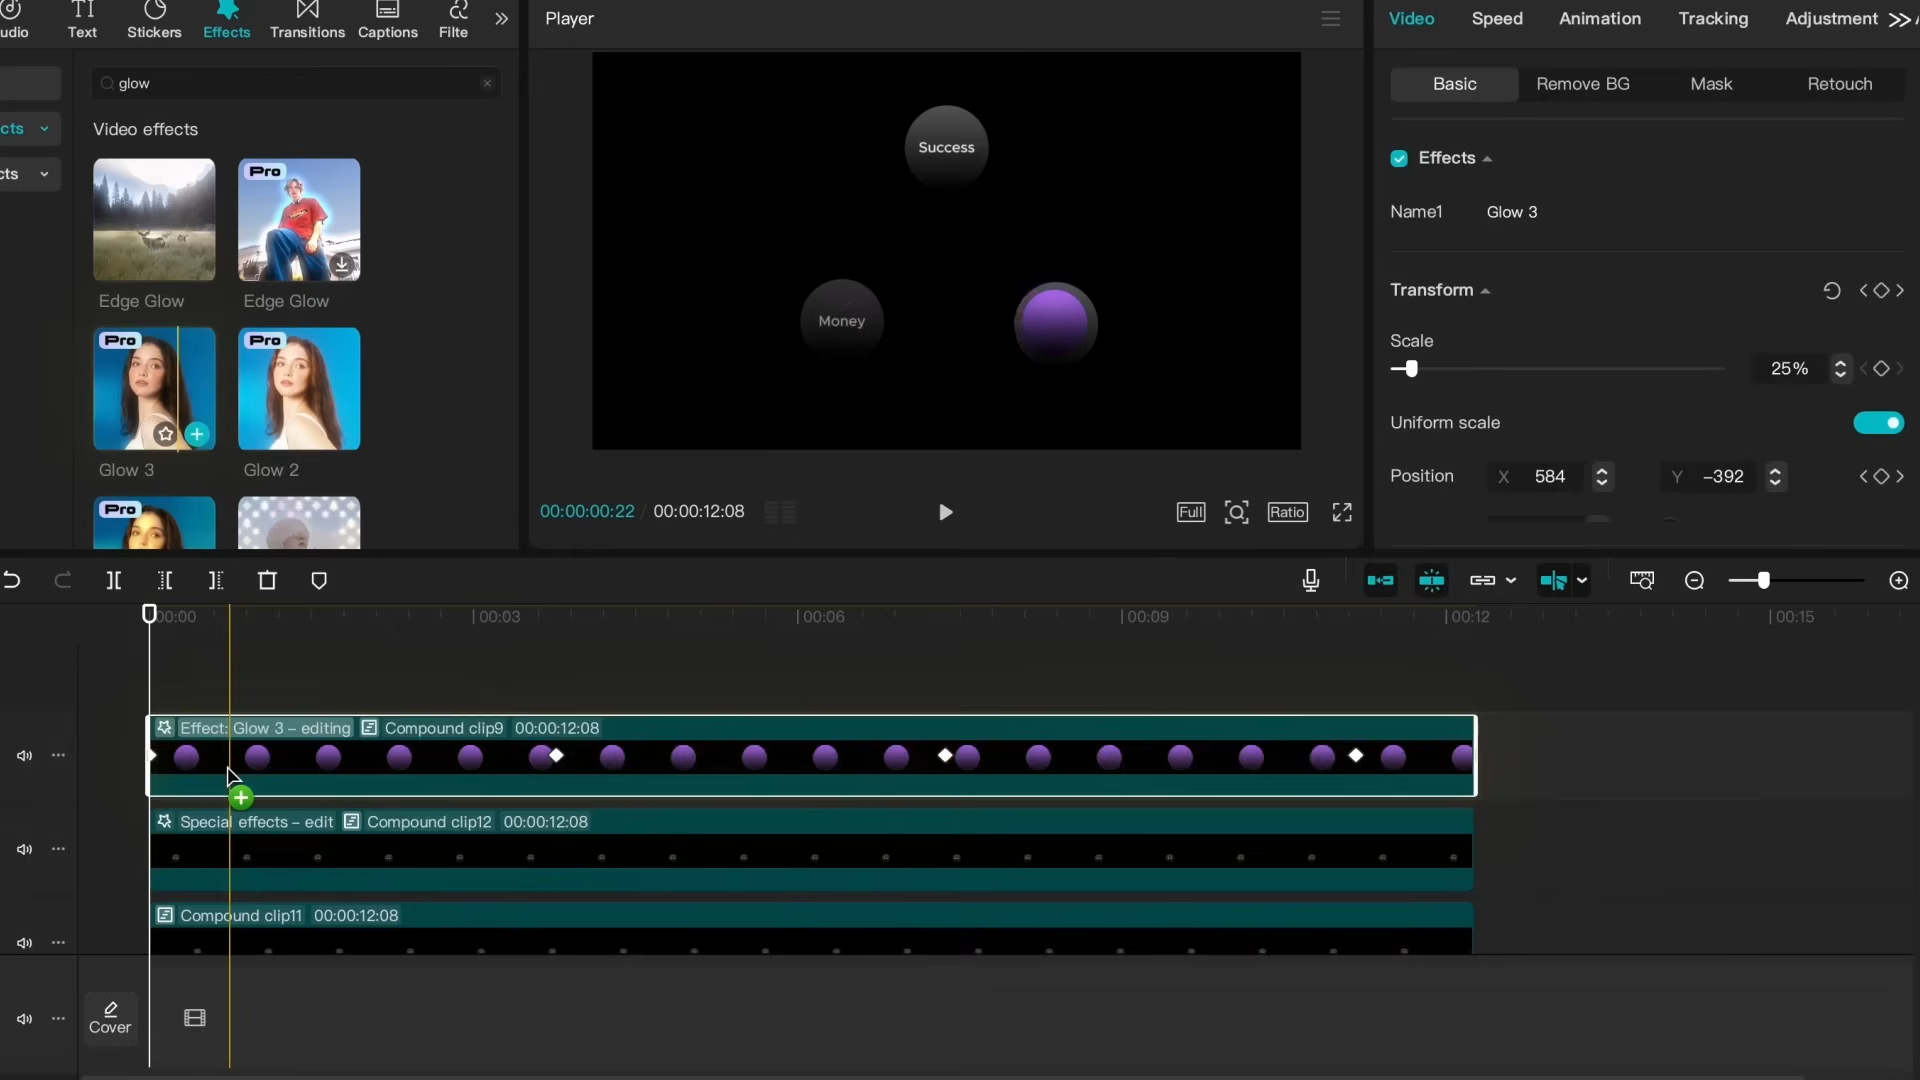 udio
Text
Stickers
Effects
Transitions
Captions
Filte
Player
Video
Speed
Animation
Tracking
Adjustment
glow
Basic
Remove BG
Mask
Retouch
cts
Video effects
cts
Pro
Success
Effects
Name1
Glow 3
Edge Glow
Edge Glow
Transform
Money
Pro
Pro
Scale
25%
Uniform scale
Glow 3
Glow 2
Position
X
584
Y
-392
Pro
00:00:00:22 / 00:00:12:08
Full
Ratio
00:00
00:03
00:06
00:09
00:12
00:15
Effect: Glow 3 – editing
Compound clip9
00:00:12:08
Special effects – edit
Compound clip12
00:00:12:08
Compound clip11
00:00:12:08
Cover